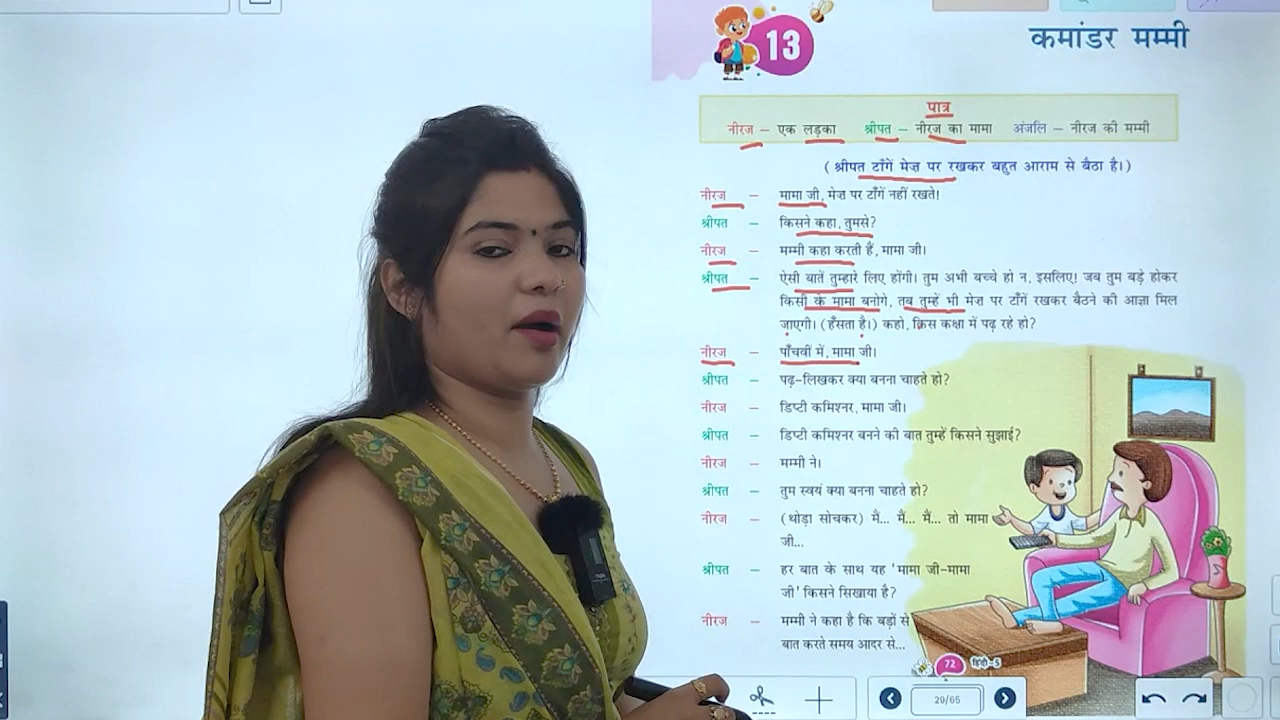 13
कमांडर मम्मी
पात्र
नीरज – एक लड़का श्रीपत – नीरज का मामा अंजलि – नीरज की मम्मी
(श्रीपत टाँगें मेज़ पर रखकर बहुत आराम से बैठा है।)
नीरज – मामा जी, मेज़ पर टाँगें नहीं रखते!
श्रीपत – किसने कहा, तुमसे?
नीरज – मम्मी कहा करती हैं, मामा जी।
श्रीपत – ऐसी बातें तुम्हारे लिए होंगी। तुम अभी बच्चे हो न, इसलिए! जब तुम बड़े होकर
किसी के मामा बनोगे, तब तुम्हें भी मेज़ पर टाँगें रखकर बैठने की आज्ञा मिल
जाएगी। (हँसता है।) कहो, किस कक्षा में पढ़ रहे हो?
नीरज – पाँचवीं में, मामा जी।
श्रीपत – पढ़-लिखकर क्या बनना चाहते हो?
नीरज – डिप्टी कमिश्नर, मामा जी।
श्रीपत – डिप्टी कमिश्नर बनने की बात तुम्हें किसने सुझाई?
नीरज – मम्मी ने।
श्रीपत – तुम स्वयं क्या बनना चाहते हो?
नीरज – (थोड़ा सोचकर) मैं... मैं... मैं... तो मामा
जी...
श्रीपत – हर बात के साथ यह 'मामा जी-मामा
जी' किसने सिखाया है?
नीरज – मम्मी ने कहा है कि बड़ों से
बात करते समय आदर से...
72 हिंदी-5
29/65